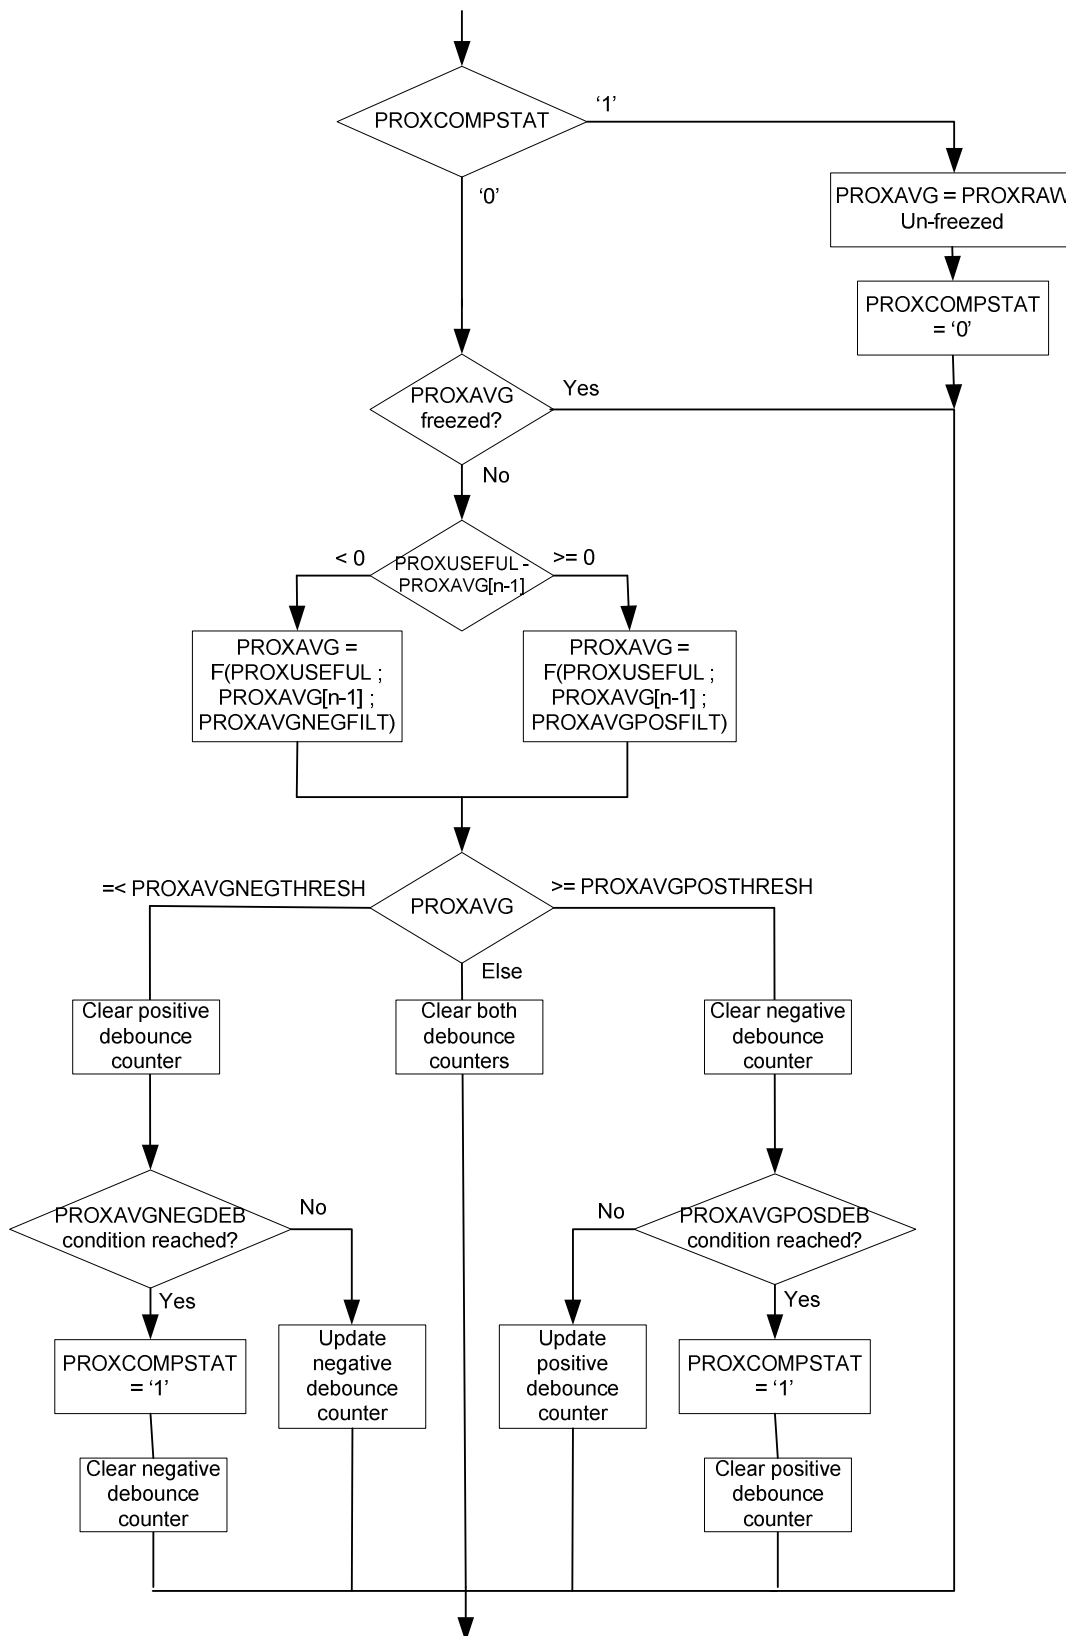 PROXCOMPSTAT
‘1’
‘0’
PROXAVG = PROXRAW
Un-freezed
PROXCOMPSTAT
= ‘0’
PROXAVG
freezed?
Yes
No
PROXUSEFUL -
PROXAVG[n-1]
< 0
>= 0
PROXAVG =
F(PROXUSEFUL ;
PROXAVG[n-1] ;
PROXAVGNEGFILT)
PROXAVG =
F(PROXUSEFUL ;
PROXAVG[n-1] ;
PROXAVGPOSFILT)
=< PROXAVGNEGTHRESH
PROXAVG
>= PROXAVGPOSTHRESH
Else
Clear positive
debounce
counter
Clear both
debounce
counters
Clear negative
debounce
counter
PROXAVGNEGDEB
condition reached?
No
Yes
No
PROXAVGPOSDEB
condition reached?
Yes
PROXCOMPSTAT
= ‘1’
Update
negative
debounce
counter
Update
positive
debounce
counter
PROXCOMPSTAT
= ‘1’
Clear negative
debounce
counter
Clear positive
debounce
counter